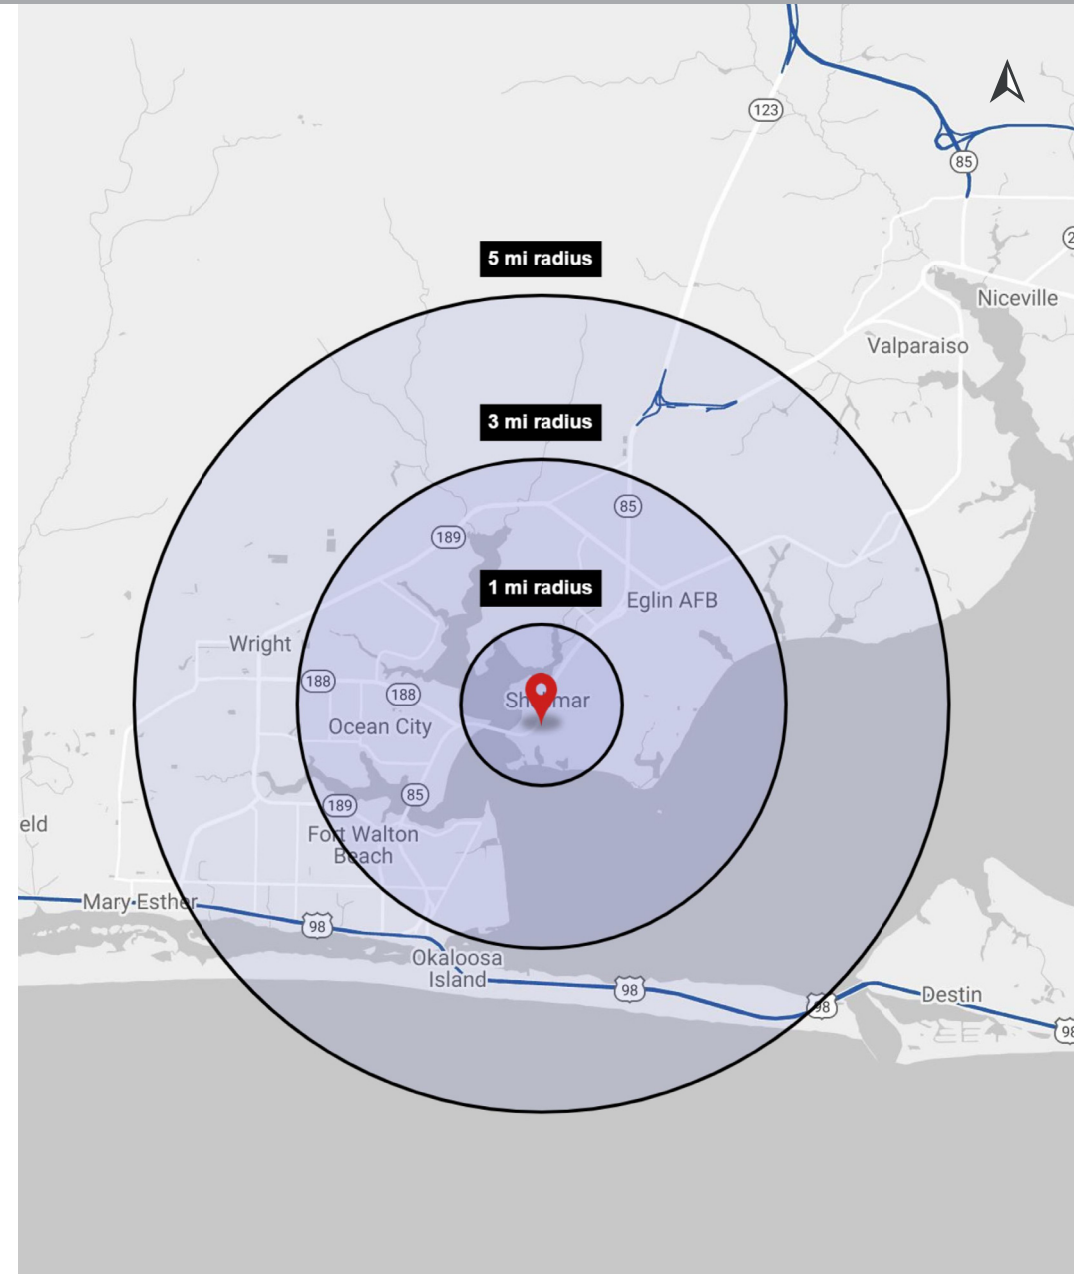 123
85
2
5 mi radius
Niceville
Valparaiso
3 mi radius
85
189
1 mi radius
Eglin AFB
Wright
188
188
Ocean City
85
189
eld
Fort Walton
Beach
Mary Esther
98
Okaloosa
Island
98
98
Destin
98